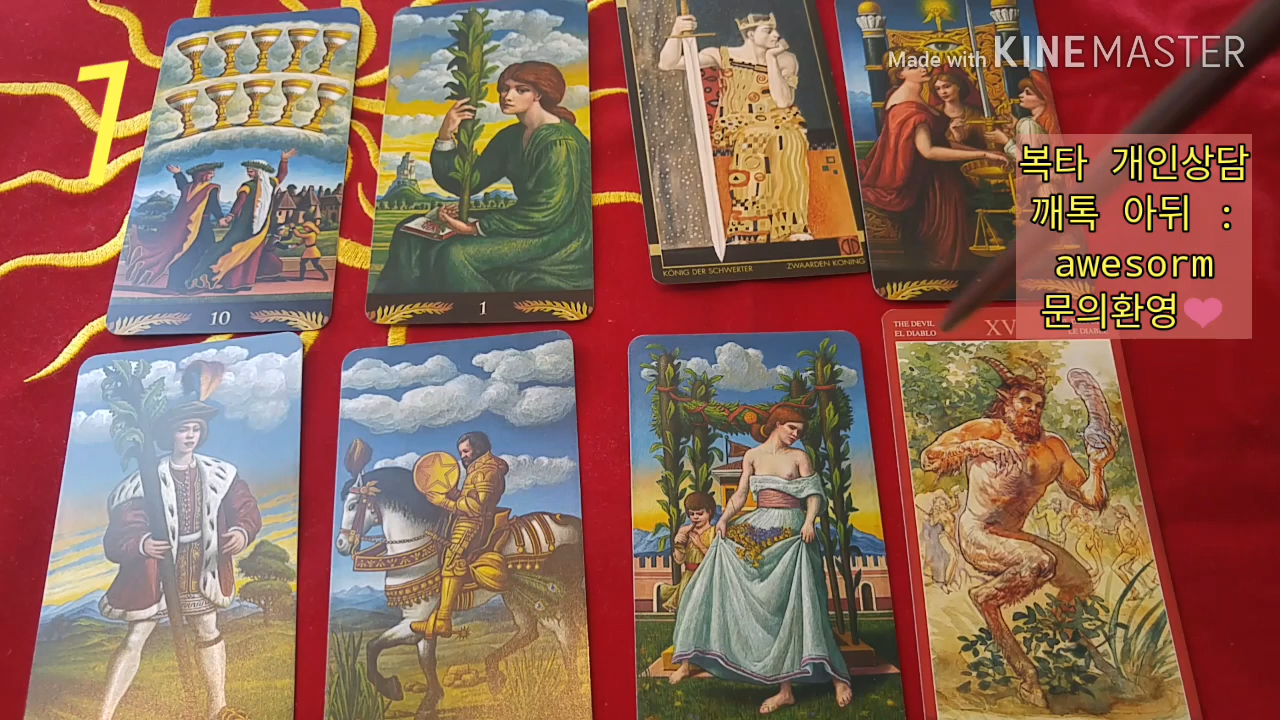 1
Made with KINEMASTER
복타 개인상담
깨톡 아뒤 :
awesorm
문의환영
10
1
KÖNIG DER SCHWERTER
ZWAARDEN KONING
THE DEVIL
EL DIABLO
XV